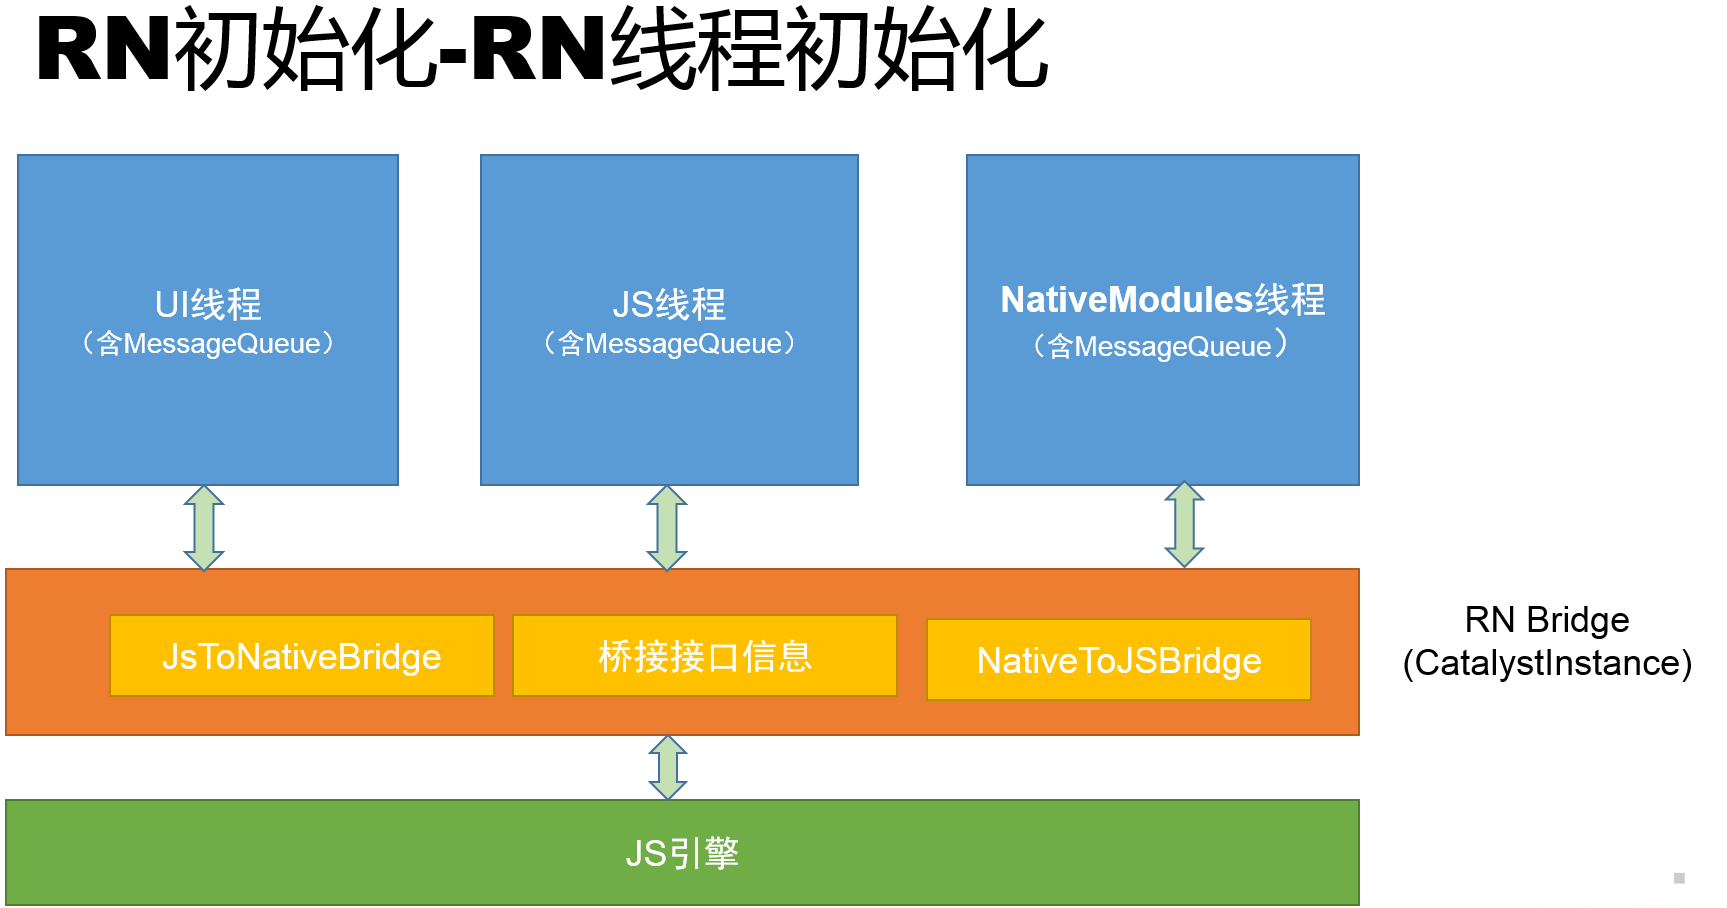 RN初始化-RN线程初始化
UI线程
（含MessageQueue）
JS线程
（含MessageQueue）
NativeModules线程
（含MessageQueue）
JsToNativeBridge
桥接接口信息
NativeToJSBridge
RN Bridge
(CatalystInstance)
JS引擎